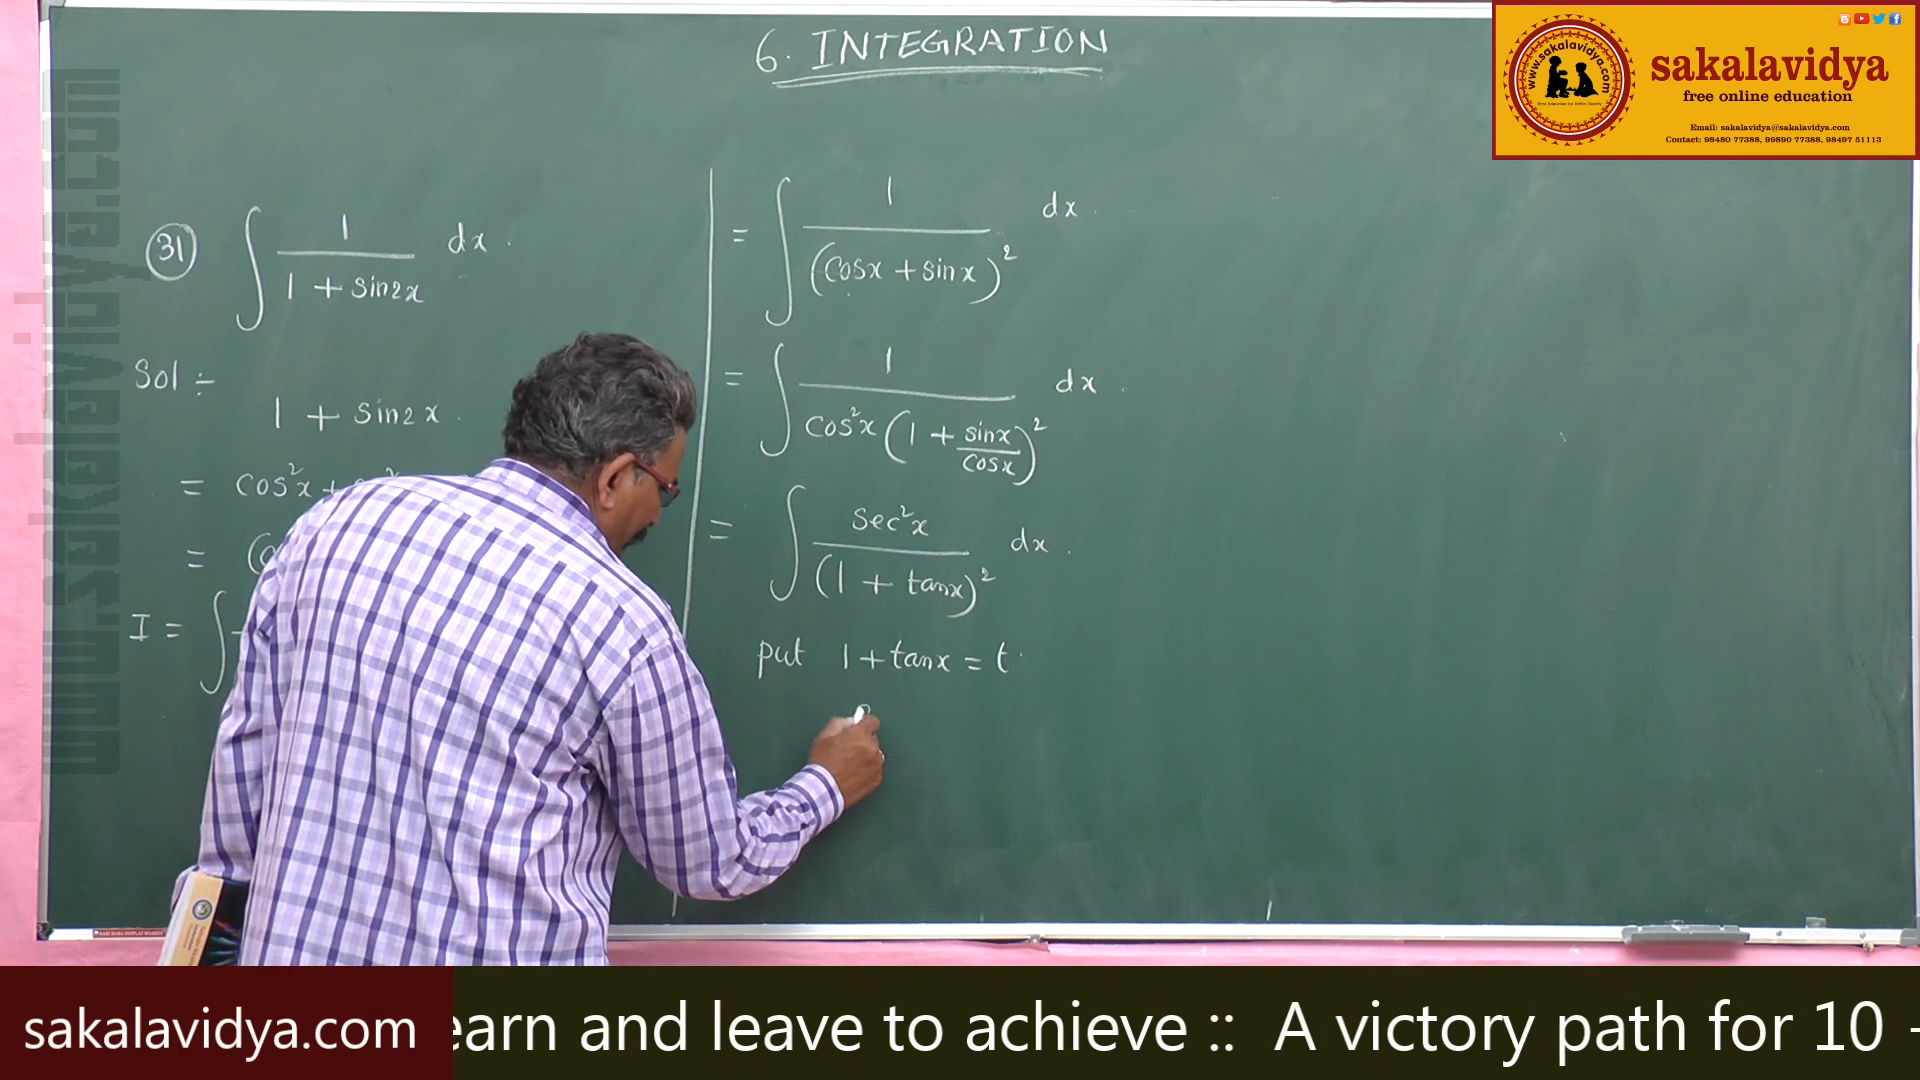 6. INTEGRATION
31 ∫ 1/(1 + sin2x) dx.
Sol ÷
1 + sin2x.
= cos²x +
= (
I = ∫
= ∫ 1/(cosx + sinx)² dx.
= ∫ 1/(cos²x (1 + sinx/cosx)²) dx.
= ∫ sec²x/(1 + tanx)² dx.
put 1 + tanx = t.
www.sakalavidya.com
sakalavidya
free online education
Email: sakalavidya@sakalavidya.com
Contact: 98480 77388, 99890 77388, 98497 51113
www.sakalavidya.com
sakalavidya.com
earn and leave to achieve :: A victory path for 10 -